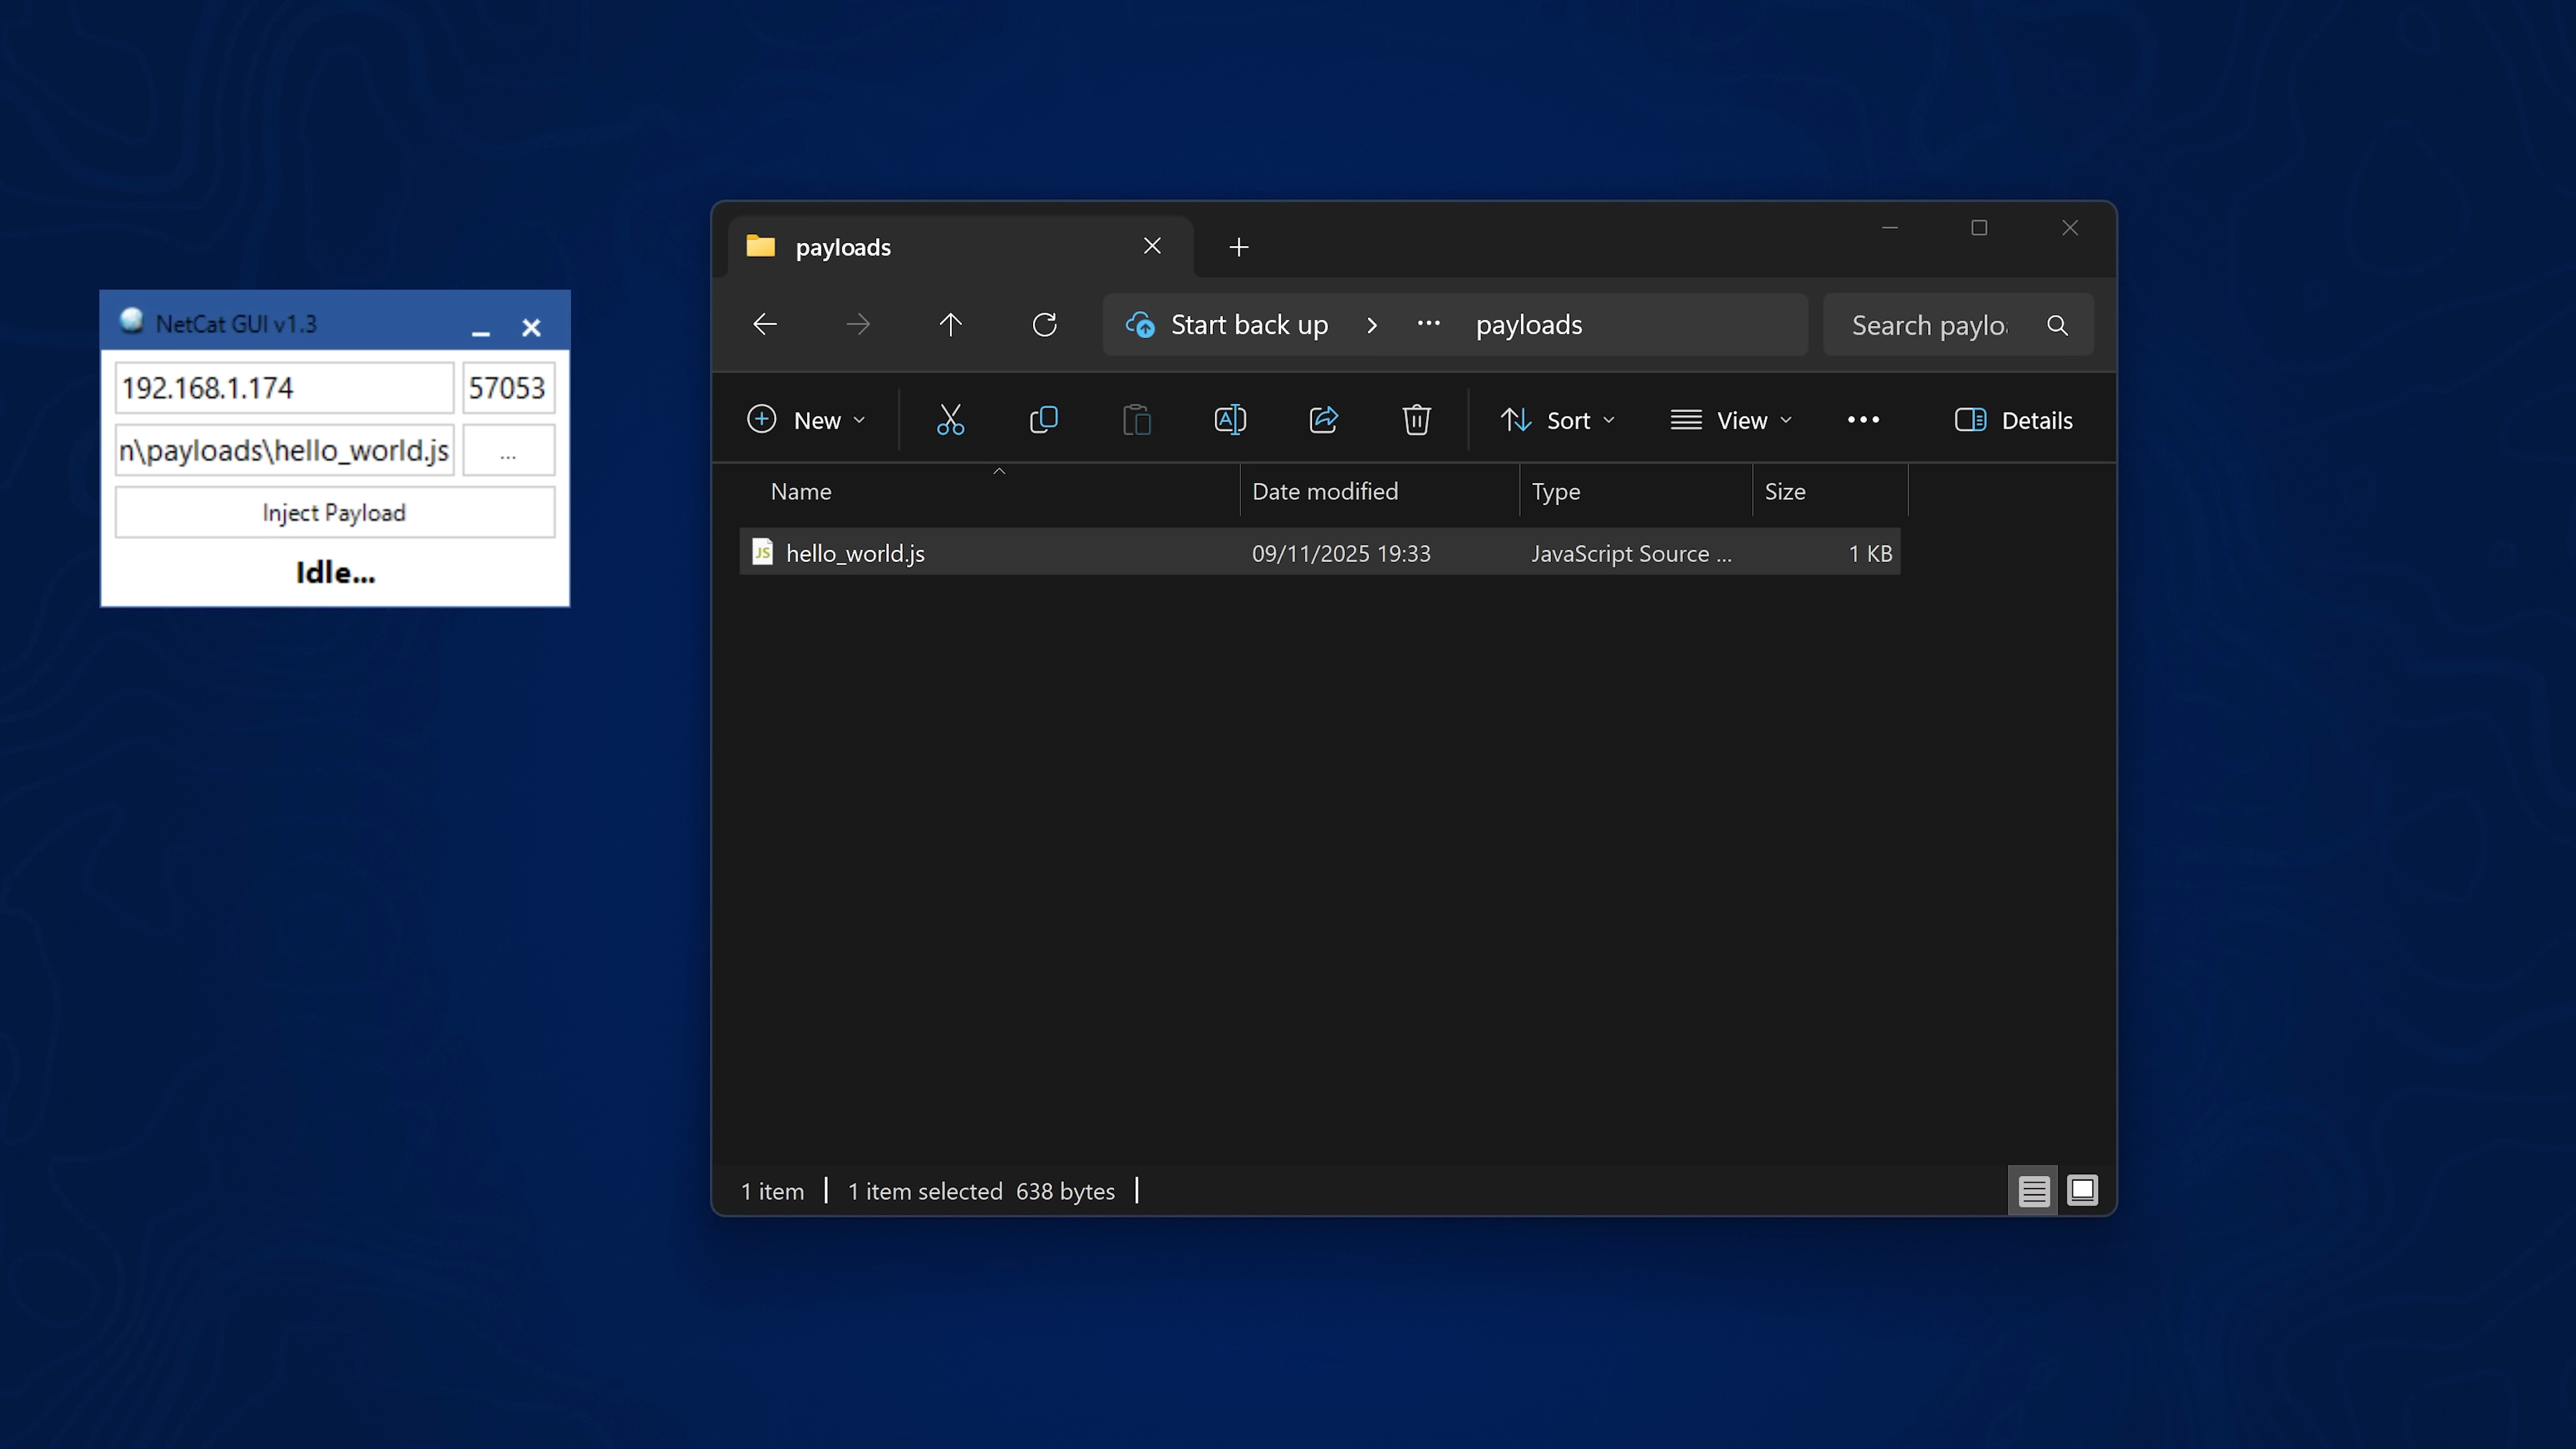 NetCat GUI v1.3
192.168.1.174
57053
n\payloads\hello_world.js
...
Inject Payload
Idle...
payloads
Start back up
payloads
Search paylo
New
Sort
View
Details
Name
Date modified
Type
Size
JS
hello_world.js
09/11/2025 19:33
JavaScript Source ...
1 KB
1 item
1 item selected 638 bytes